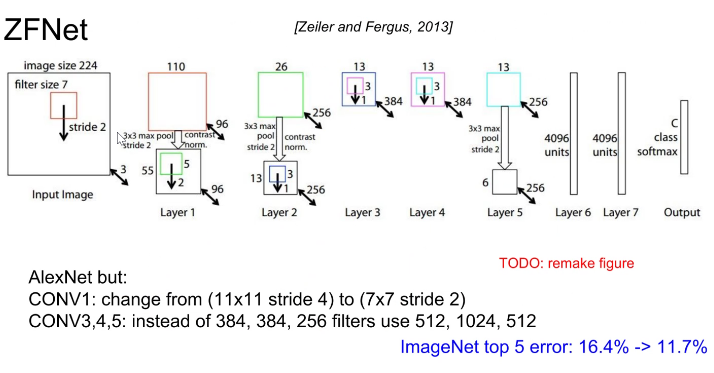 ZFNet
[Zeiler and Fergus, 2013]
image size 224
filter size 7
stride 2
3
Input Image
110
96
3x3 max pool
stride 2
contrast
norm.
55
5
2
96
Layer 1
26
256
3x3 max
pool
stride 2
contrast
norm.
13
3
1
256
Layer 2
13
3
1
384
Layer 3
13
3
1
384
Layer 4
13
256
3x3 max
pool
stride 2
6
256
Layer 5
4096
units
Layer 6
4096
units
Layer 7
C
class
softmax
Output
TODO: remake figure
AlexNet but:
CONV1: change from (11x11 stride 4) to (7x7 stride 2)
CONV3,4,5: instead of 384, 384, 256 filters use 512, 1024, 512
ImageNet top 5 error: 16.4% -> 11.7%